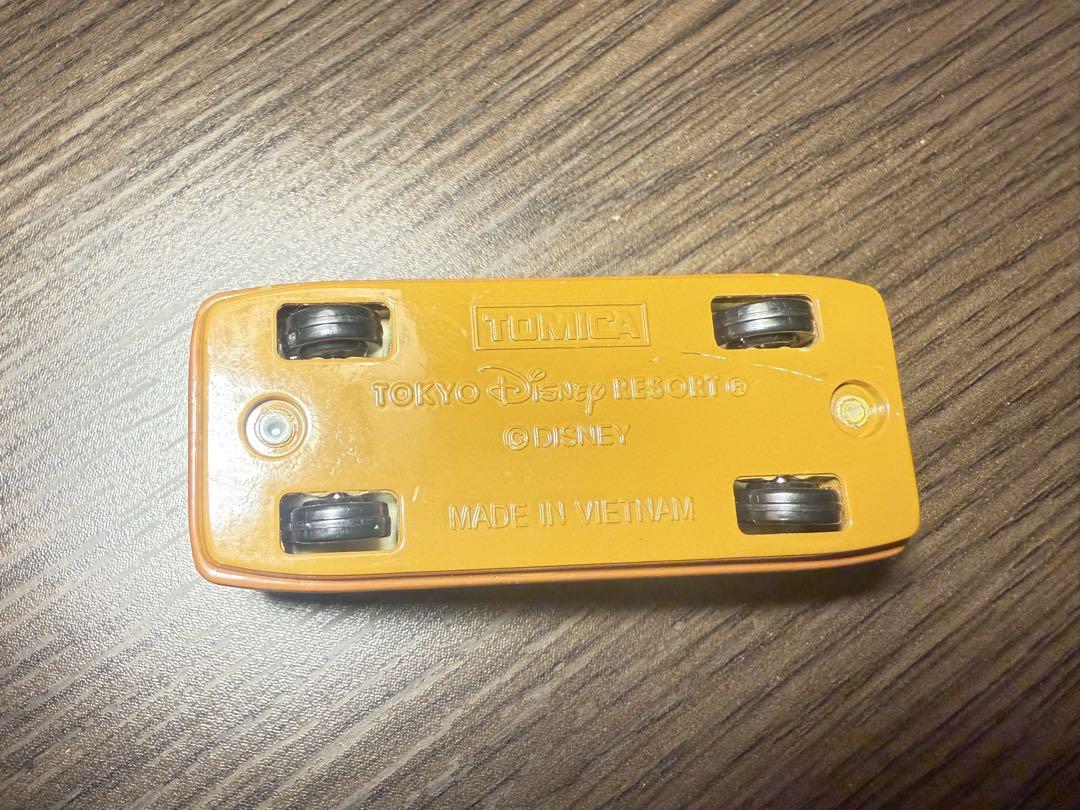 TOMICA
TOKYO Disney RESORT®
©DISNEY
MADE IN VIETNAM